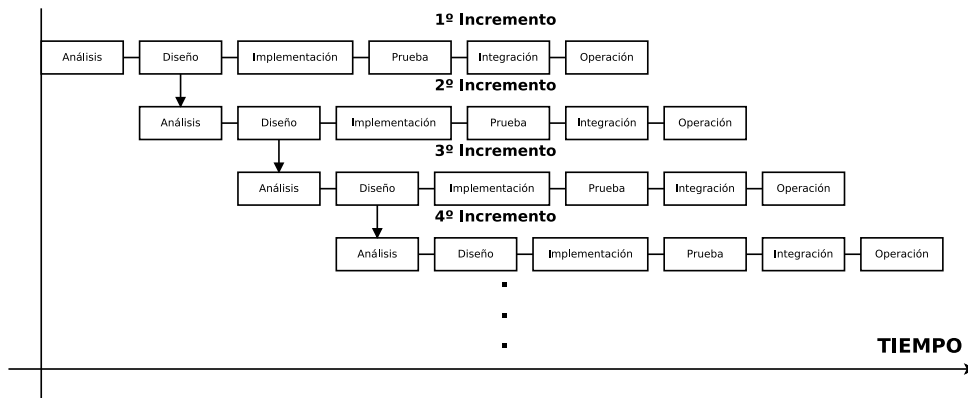 1º Incremento
Análisis Diseño Implementación Prueba Integración Operación
2º Incremento
Análisis Diseño Implementación Prueba Integración Operación
3º Incremento
Análisis Diseño Implementación Prueba Integración Operación
4º Incremento
Análisis Diseño Implementación Prueba Integración Operación
TIEMPO